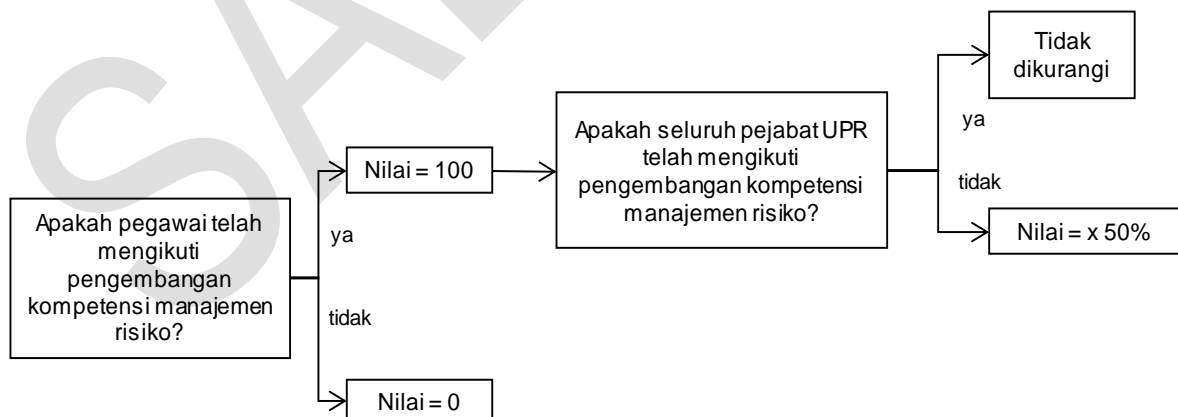 Apakah pegawai telah
mengikuti
pengembangan
kompetensi manajemen
risiko?
ya
tidak
Nilai = 100
Nilai = 0
Apakah seluruh pejabat UPR
telah mengikuti
pengembangan kompetensi
manajemen risiko?
ya
tidak
Tidak
dikurangi
Nilai = x 50%